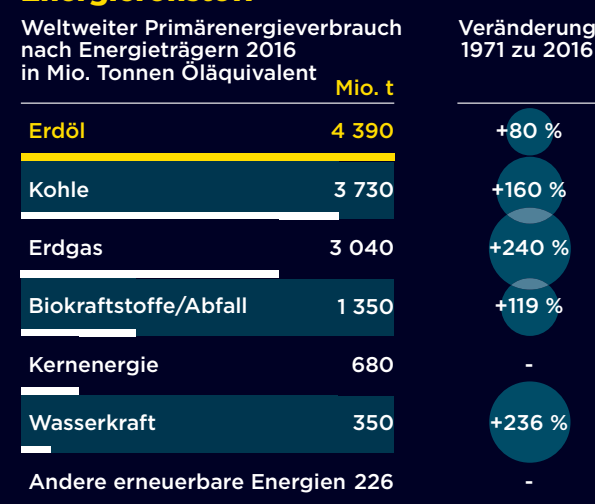 Weltweiter Primärenergieverbrauch
nach Energieträgern 2016
in Mio. Tonnen Öläquivalent
Mio. t
Veränderung
1971 zu 2016
Erdöl 4 390 +80 %
Kohle 3 730 +160 %
Erdgas 3 040 +240 %
Biokraftstoffe/Abfall 1 350 +119 %
Kernenergie 680 -
Wasserkraft 350 +236 %
Andere erneuerbare Energien 226 -